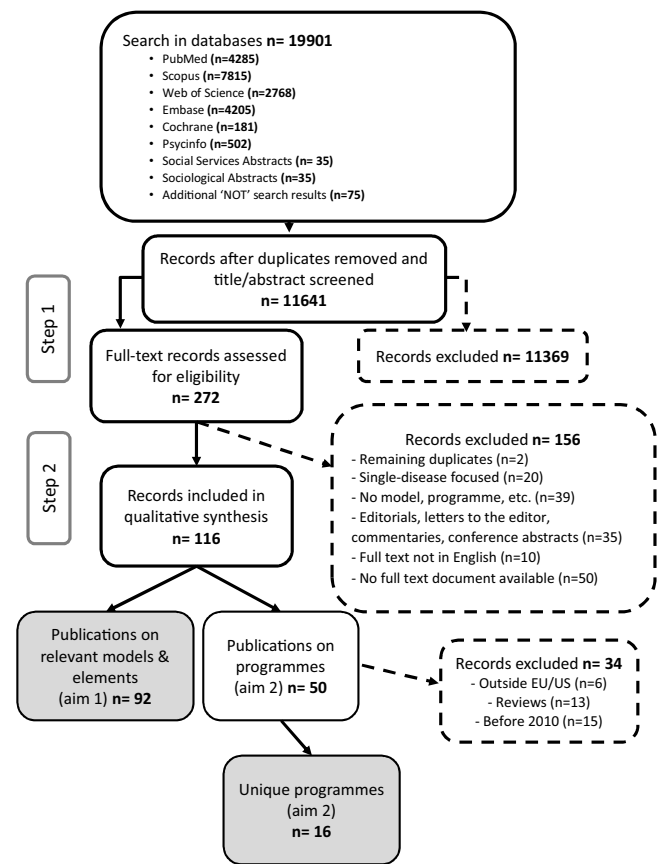 Search in databases n= 19901
• PubMed (n=4285)
• Scopus (n=7815)
• Web of Science (n=2768)
• Embase (n=4205)
• Cochrane (n=181)
• Psycinfo (n=502)
• Social Services Abstracts (n= 35)
• Sociological Abstracts (n=35)
• Additional ‘NOT’ search results (n=75)
Records after duplicates removed and
title/abstract screened
n= 11641
Step 1
Full-text records assessed
for eligibility
n= 272
Records excluded n= 11369
Step 2
Records included in
qualitative synthesis
n= 116
Records excluded n= 156
- Remaining duplicates (n=2)
- Single-disease focused (n=20)
- No model, programme, etc. (n=39)
- Editorials, letters to the editor,
commentaries, conference abstracts (n=35)
- Full text not in English (n=10)
- No full text document available (n=50)
Publications on
relevant models &
elements
(aim 1) n= 92
Publications on
programmes
(aim 2) n= 50
Records excluded n= 34
- Outside EU/US (n=6)
- Reviews (n=13)
- Before 2010 (n=15)
Unique programmes
(aim 2)
n= 16